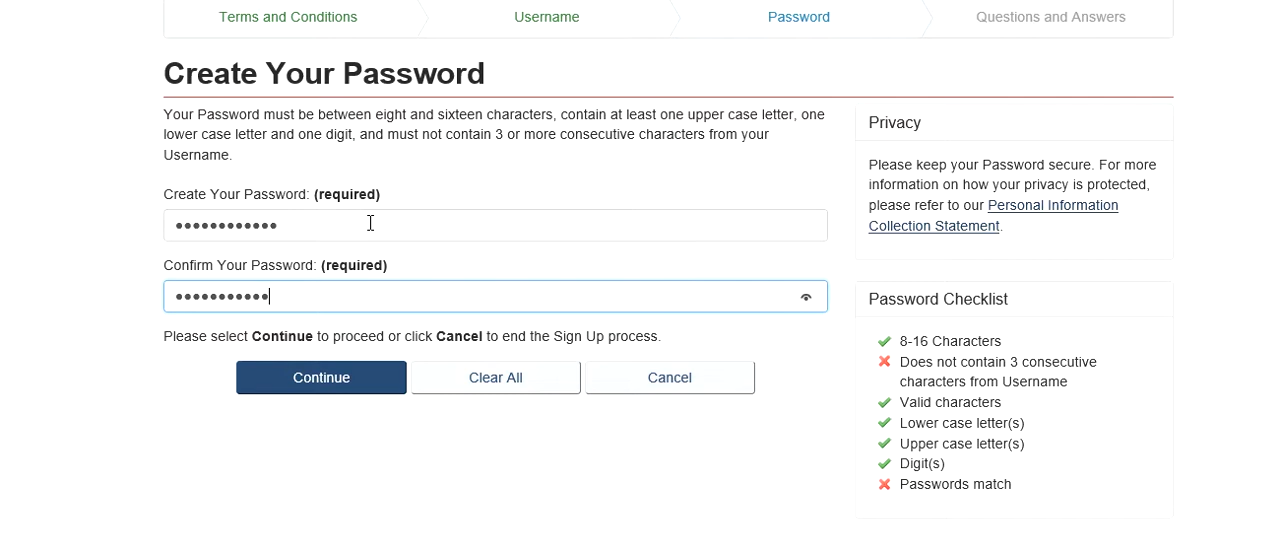 Terms and Conditions
Username
Password
Questions and Answers
Create Your Password
Your Password must be between eight and sixteen characters, contain at least one upper case letter, one
lower case letter and one digit, and must not contain 3 or more consecutive characters from your
Username.
Create Your Password: (required)
••••••••••••
Confirm Your Password: (required)
•••••••••••
Please select Continue to proceed or click Cancel to end the Sign Up process.
Continue
Clear All
Cancel
Privacy
Please keep your Password secure. For more
information on how your privacy is protected,
please refer to our Personal Information
Collection Statement.
Password Checklist
8-16 Characters
Does not contain 3 consecutive
characters from Username
Valid characters
Lower case letter(s)
Upper case letter(s)
Digit(s)
Passwords match